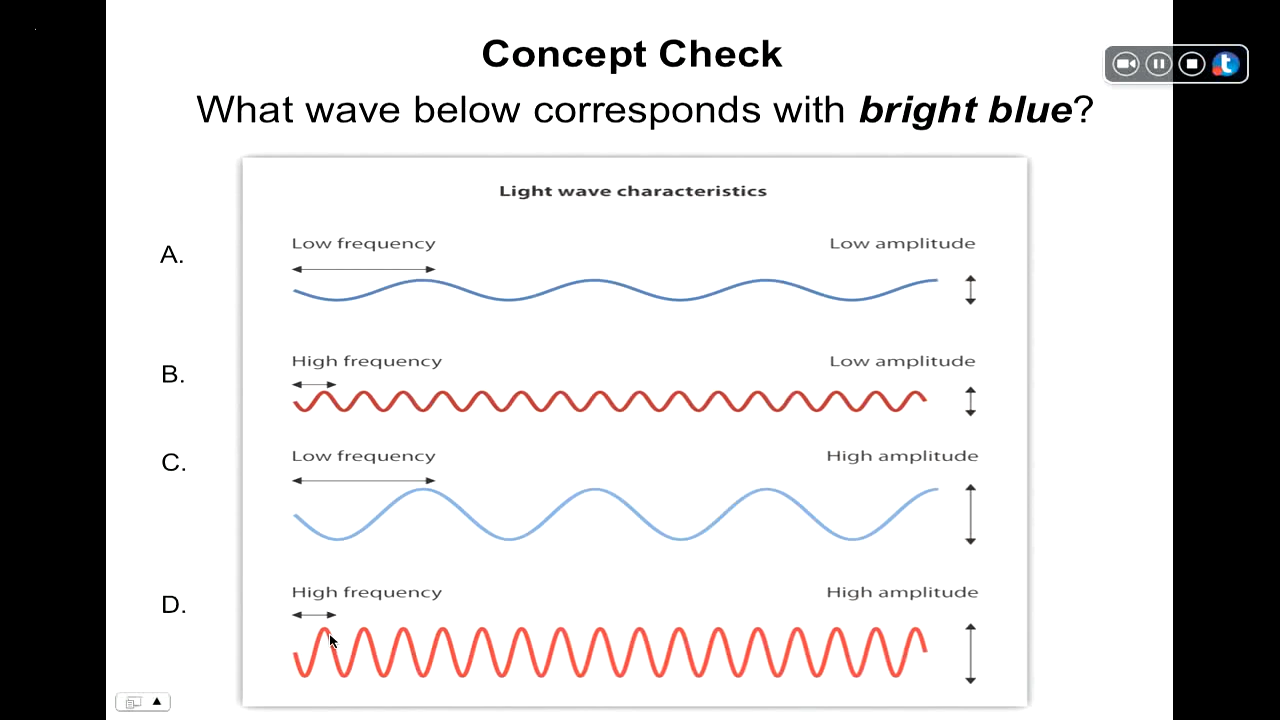 Concept Check
What wave below corresponds with bright blue?
Light wave characteristics
A.
Low frequency
Low amplitude
B.
High frequency
Low amplitude
C.
Low frequency
High amplitude
D.
High frequency
High amplitude
t